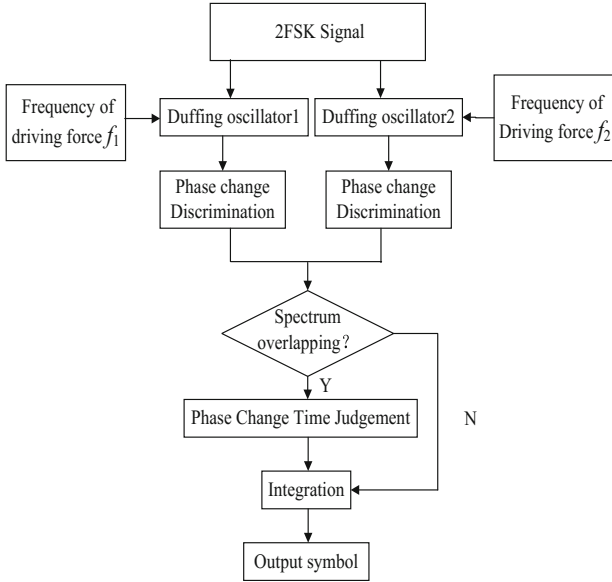 2FSK Signal
Frequency of
driving force f1
Duffing oscillator1
Duffing oscillator2
Frequency of
Driving force f2
Phase change
Discrimination
Phase change
Discrimination
Spectrum
overlapping?
Y
N
Phase Change Time Judgement
Integration
Output symbol